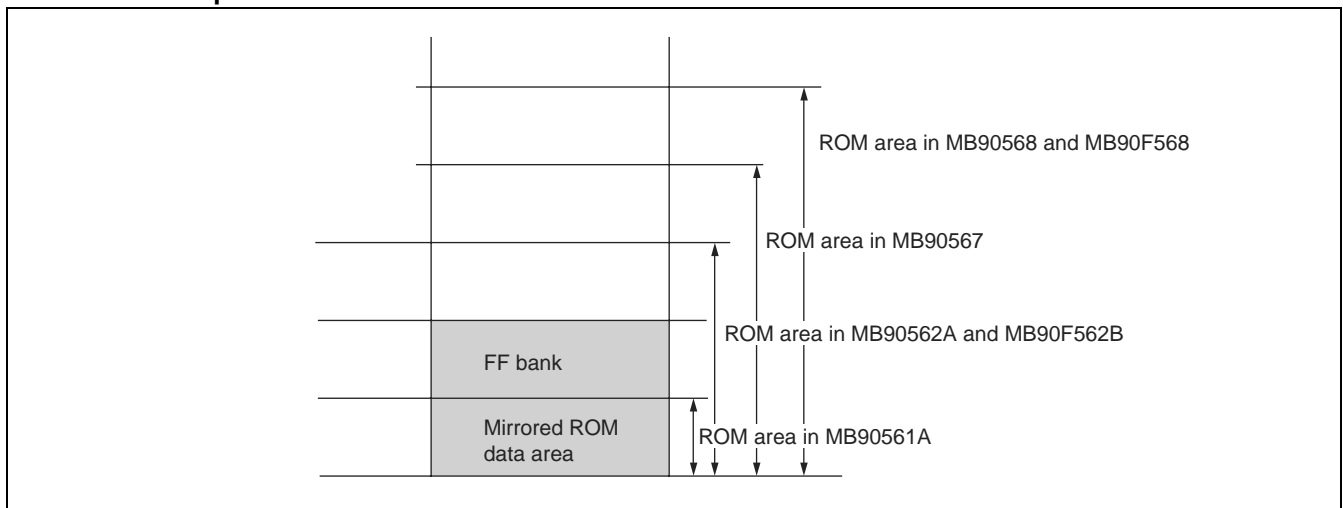 ROM area in MB90568 and MB90F568
ROM area in MB90567
ROM area in MB90562A and MB90F562B
FF bank
Mirrored ROM
data area
ROM area in MB90561A